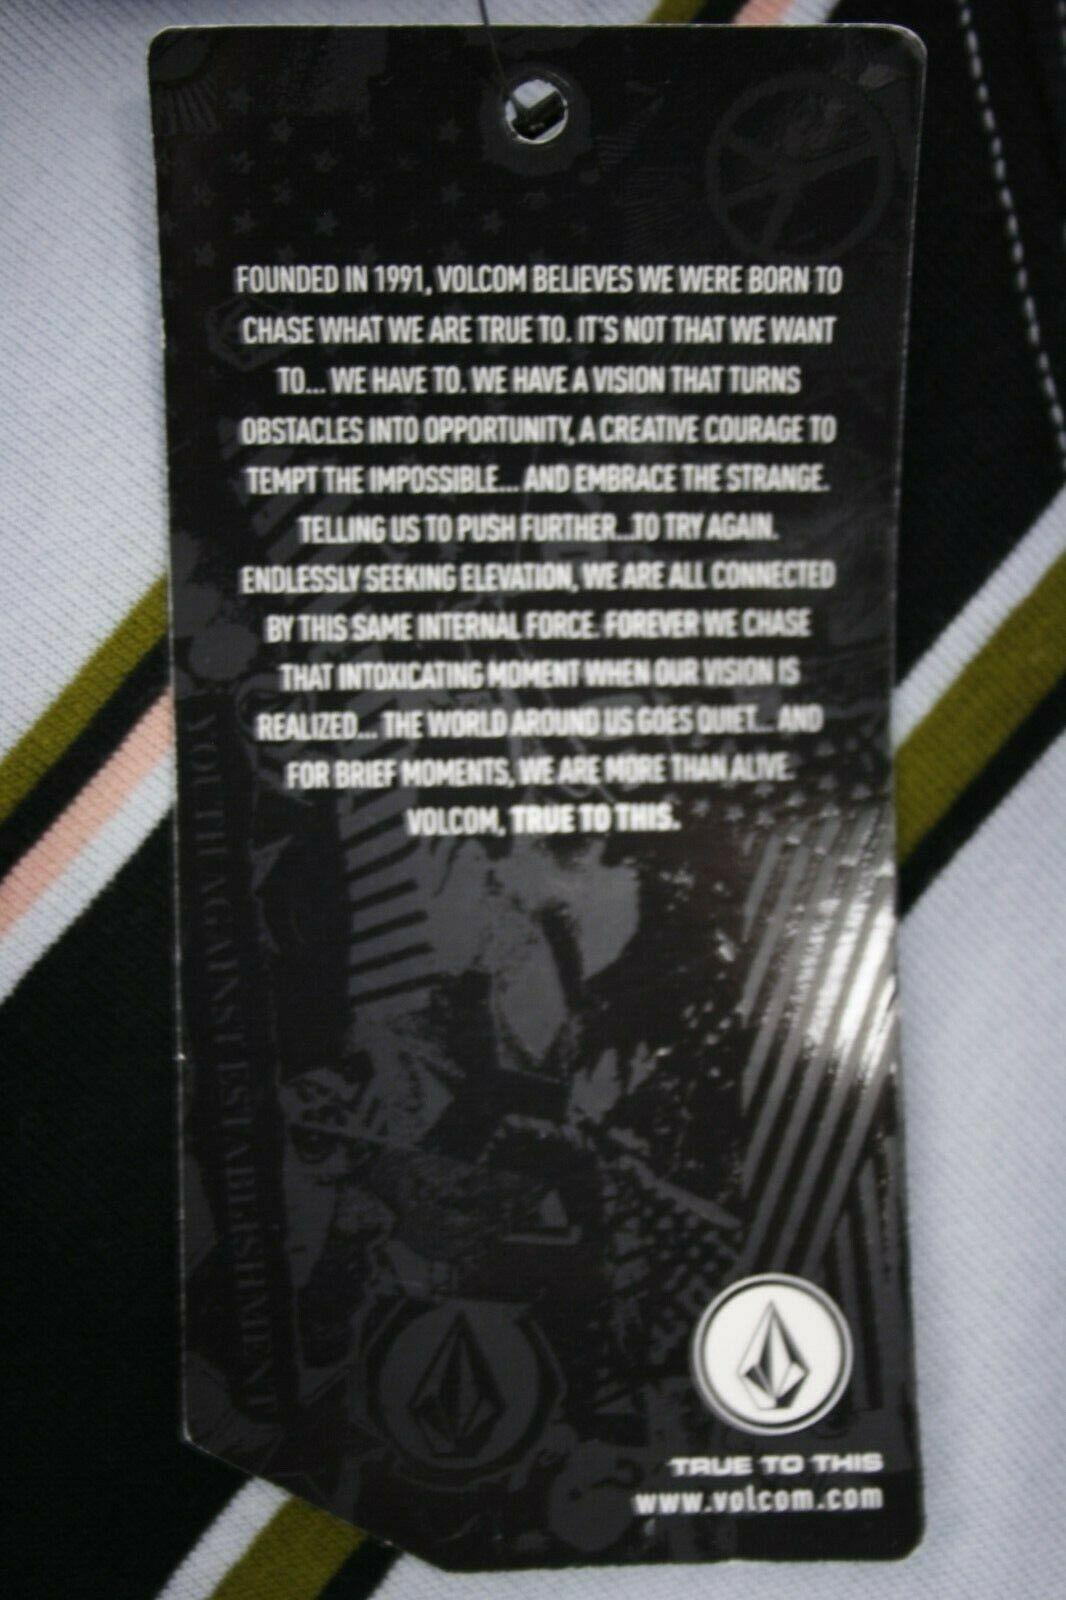 FOUNDED IN 1991, VOLCOM BELIEVES WE WERE BORN TO
CHASE WHAT WE ARE TRUE TO. IT'S NOT THAT WE WANT
TO... WE HAVE TO. WE HAVE A VISION THAT TURNS
OBSTACLES INTO OPPORTUNITY, A CREATIVE COURAGE TO
TEMPT THE IMPOSSIBLE... AND EMBRACE THE STRANGE.
TELLING US TO PUSH FURTHER...TO TRY AGAIN.
ENDLESSLY SEEKING ELEVATION, WE ARE ALL CONNECTED
BY THIS SAME INTERNAL FORCE. FOREVER WE CHASE
THAT INTOXICATING MOMENT WHEN OUR VISION IS
REALIZED... THE WORLD AROUND US GOES QUIET... AND
FOR BRIEF MOMENTS, WE ARE MORE THAN ALIVE.
VOLCOM, TRUE TO THIS.
YOUTH AGAINST ESTABLISHMENT
TRUE TO THIS
www.volcom.com